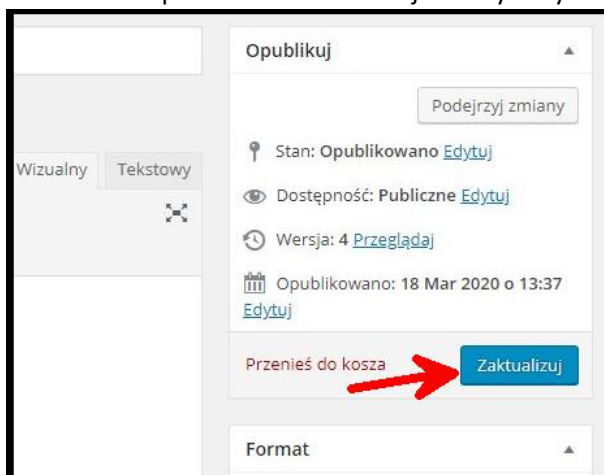 Opublikuj
Podejrzyj zmiany
Stan: Opublikowano Edytuj
Wizualny Tekstowy
Dostępność: Publiczne Edytuj
Wersja: 4 Przeglądaj
Opublikowano: 18 Mar 2020 o 13:37
Edytuj
Przenieś do kosza Zaktualizuj
Format